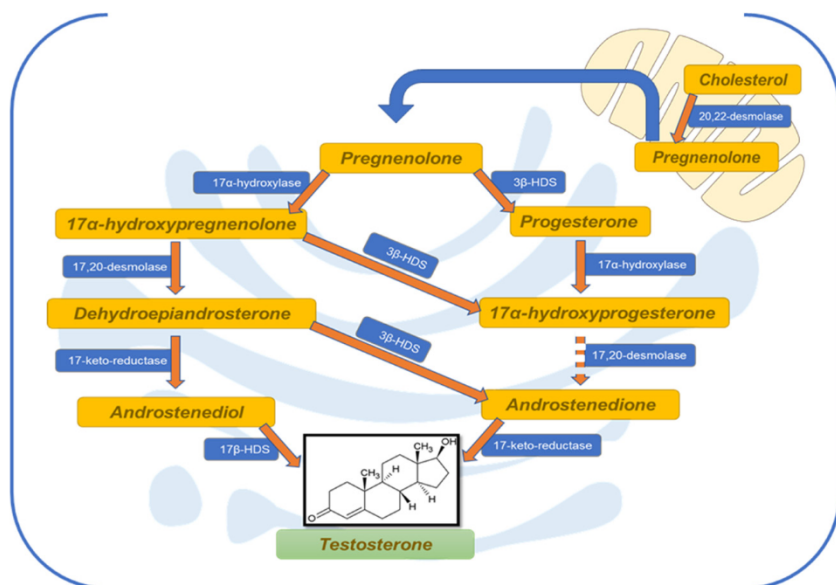 Cholesterol
20,22-desmolase
Pregnenolone
Pregnenolone
17α-hydroxylase
3β-HDS
17α-hydroxypregnenolone
Progesterone
3β-HDS
17,20-desmolase
17α-hydroxylase
Dehydroepiandrosterone
17α-hydroxyprogesterone
3β-HDS
17-keto-reductase
17,20-desmolase
Androstenediol
Androstenedione
17β-HDS
17-keto-reductase
CH₃
OH
CH₃
H
H
H
O
Testosterone